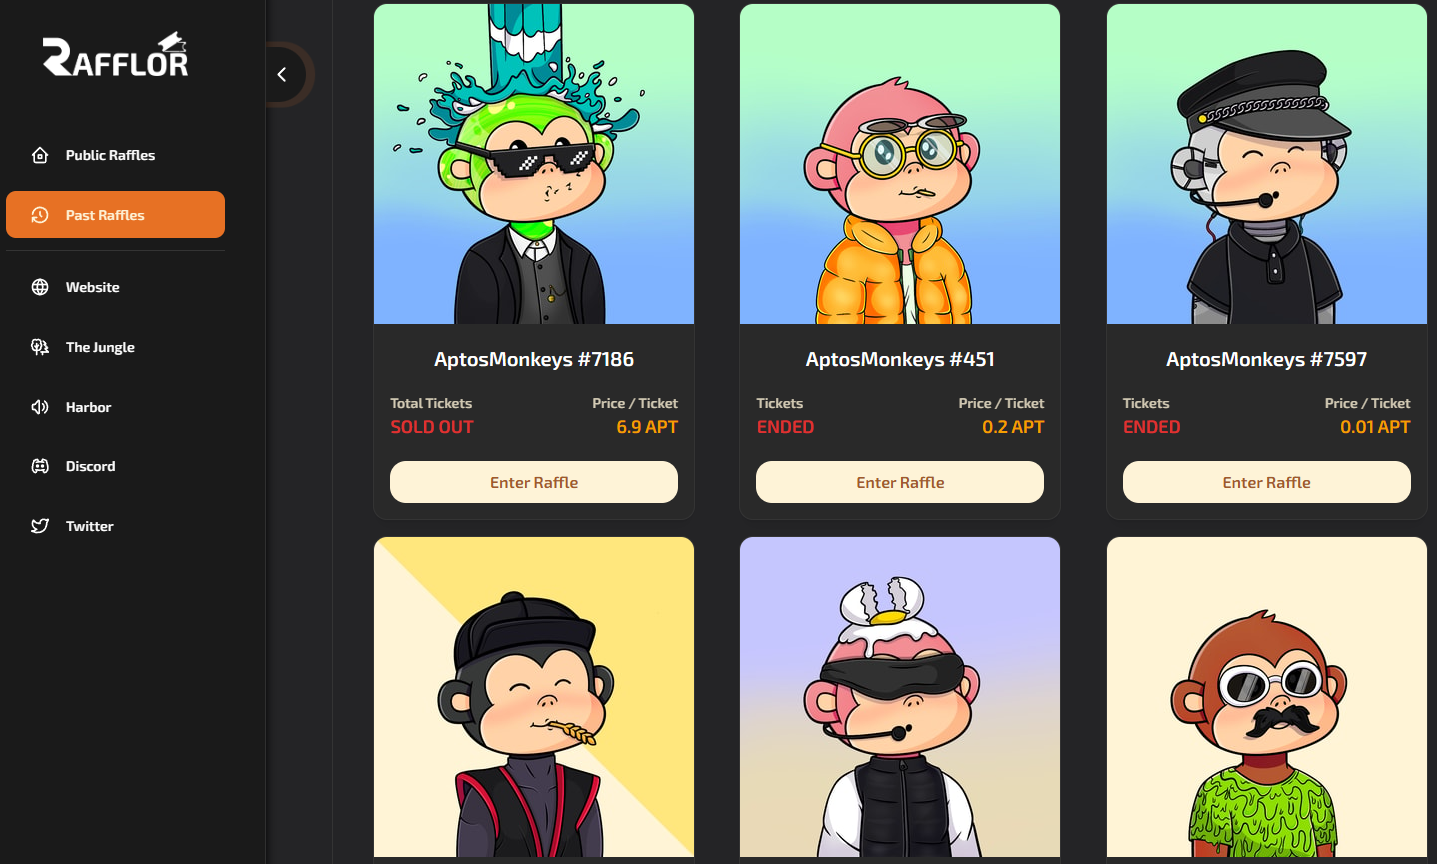 RAFFLOR
Public Raffles
Past Raffles
Website
The Jungle
Harbor
Discord
Twitter
AptosMonkeys #7186
Total Tickets Price / Ticket
SOLD OUT 6.9 APT
Enter Raffle
AptosMonkeys #451
Tickets Price / Ticket
ENDED 0.2 APT
Enter Raffle
AptosMonkeys #7597
Tickets Price / Ticket
ENDED 0.01 APT
Enter Raffle